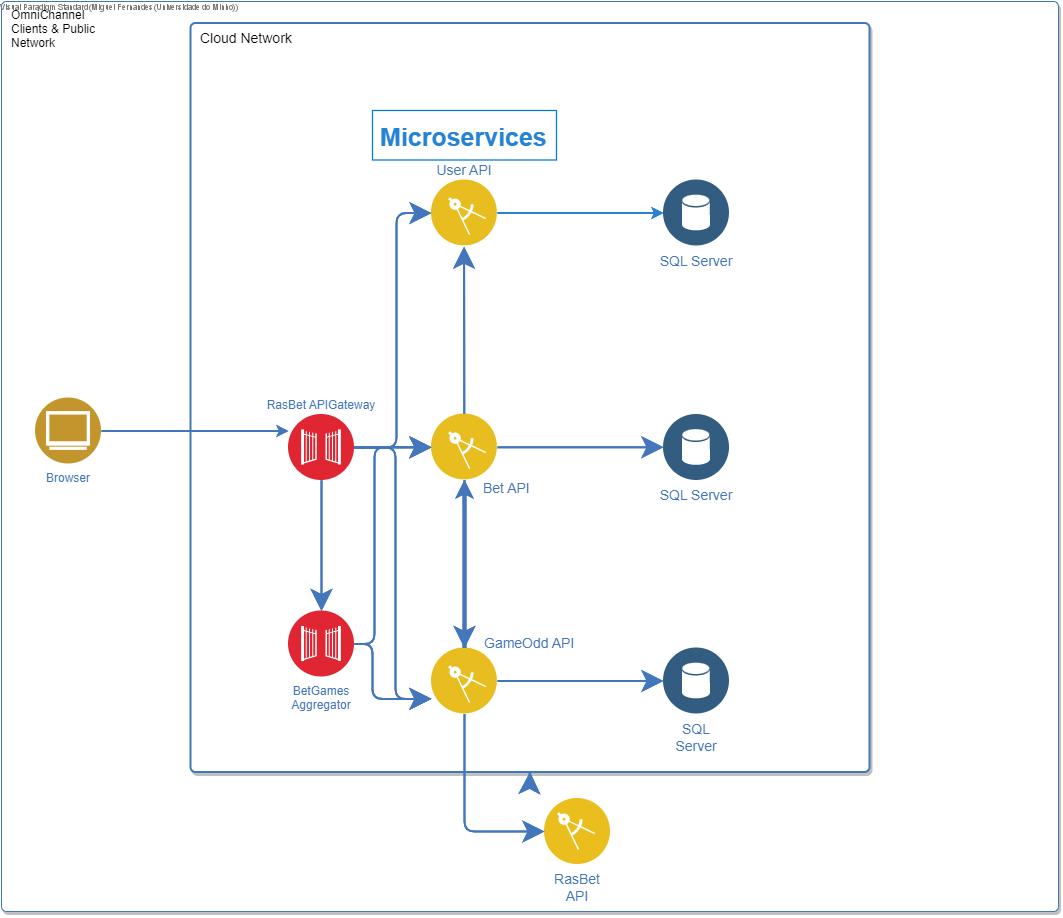 Visual Paradigm Standard(Miguel Fernandes(Universidade do Minho))
OmniChannel
Clients & Public
Network
Cloud Network
Microservices
User API
SQL Server
RasBet APIGateway
Browser
Bet API
SQL Server
GameOdd API
BetGames
Aggregator
SQL
Server
RasBet
API